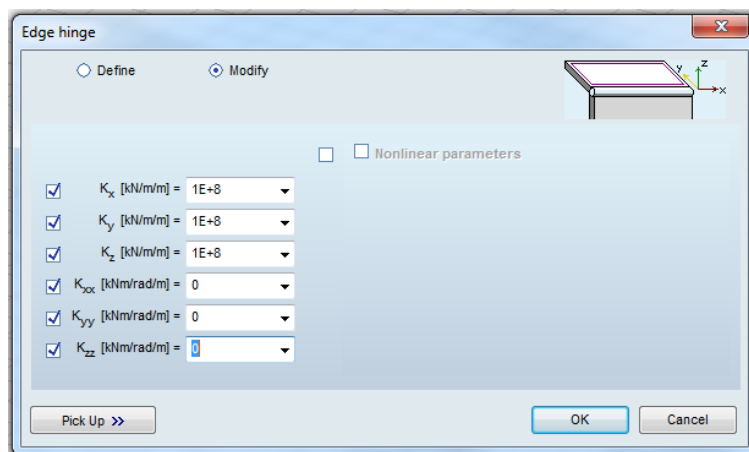 Edge hinge
Define
Modify
y z
x
Nonlinear parameters
Kx [kN/m/m] = 1E+8
Ky [kN/m/m] = 1E+8
Kz [kN/m/m] = 1E+8
Kxx [kNm/rad/m] = 0
Kyy [kNm/rad/m] = 0
Kzz [kNm/rad/m] = 0
Pick Up >>
OK
Cancel